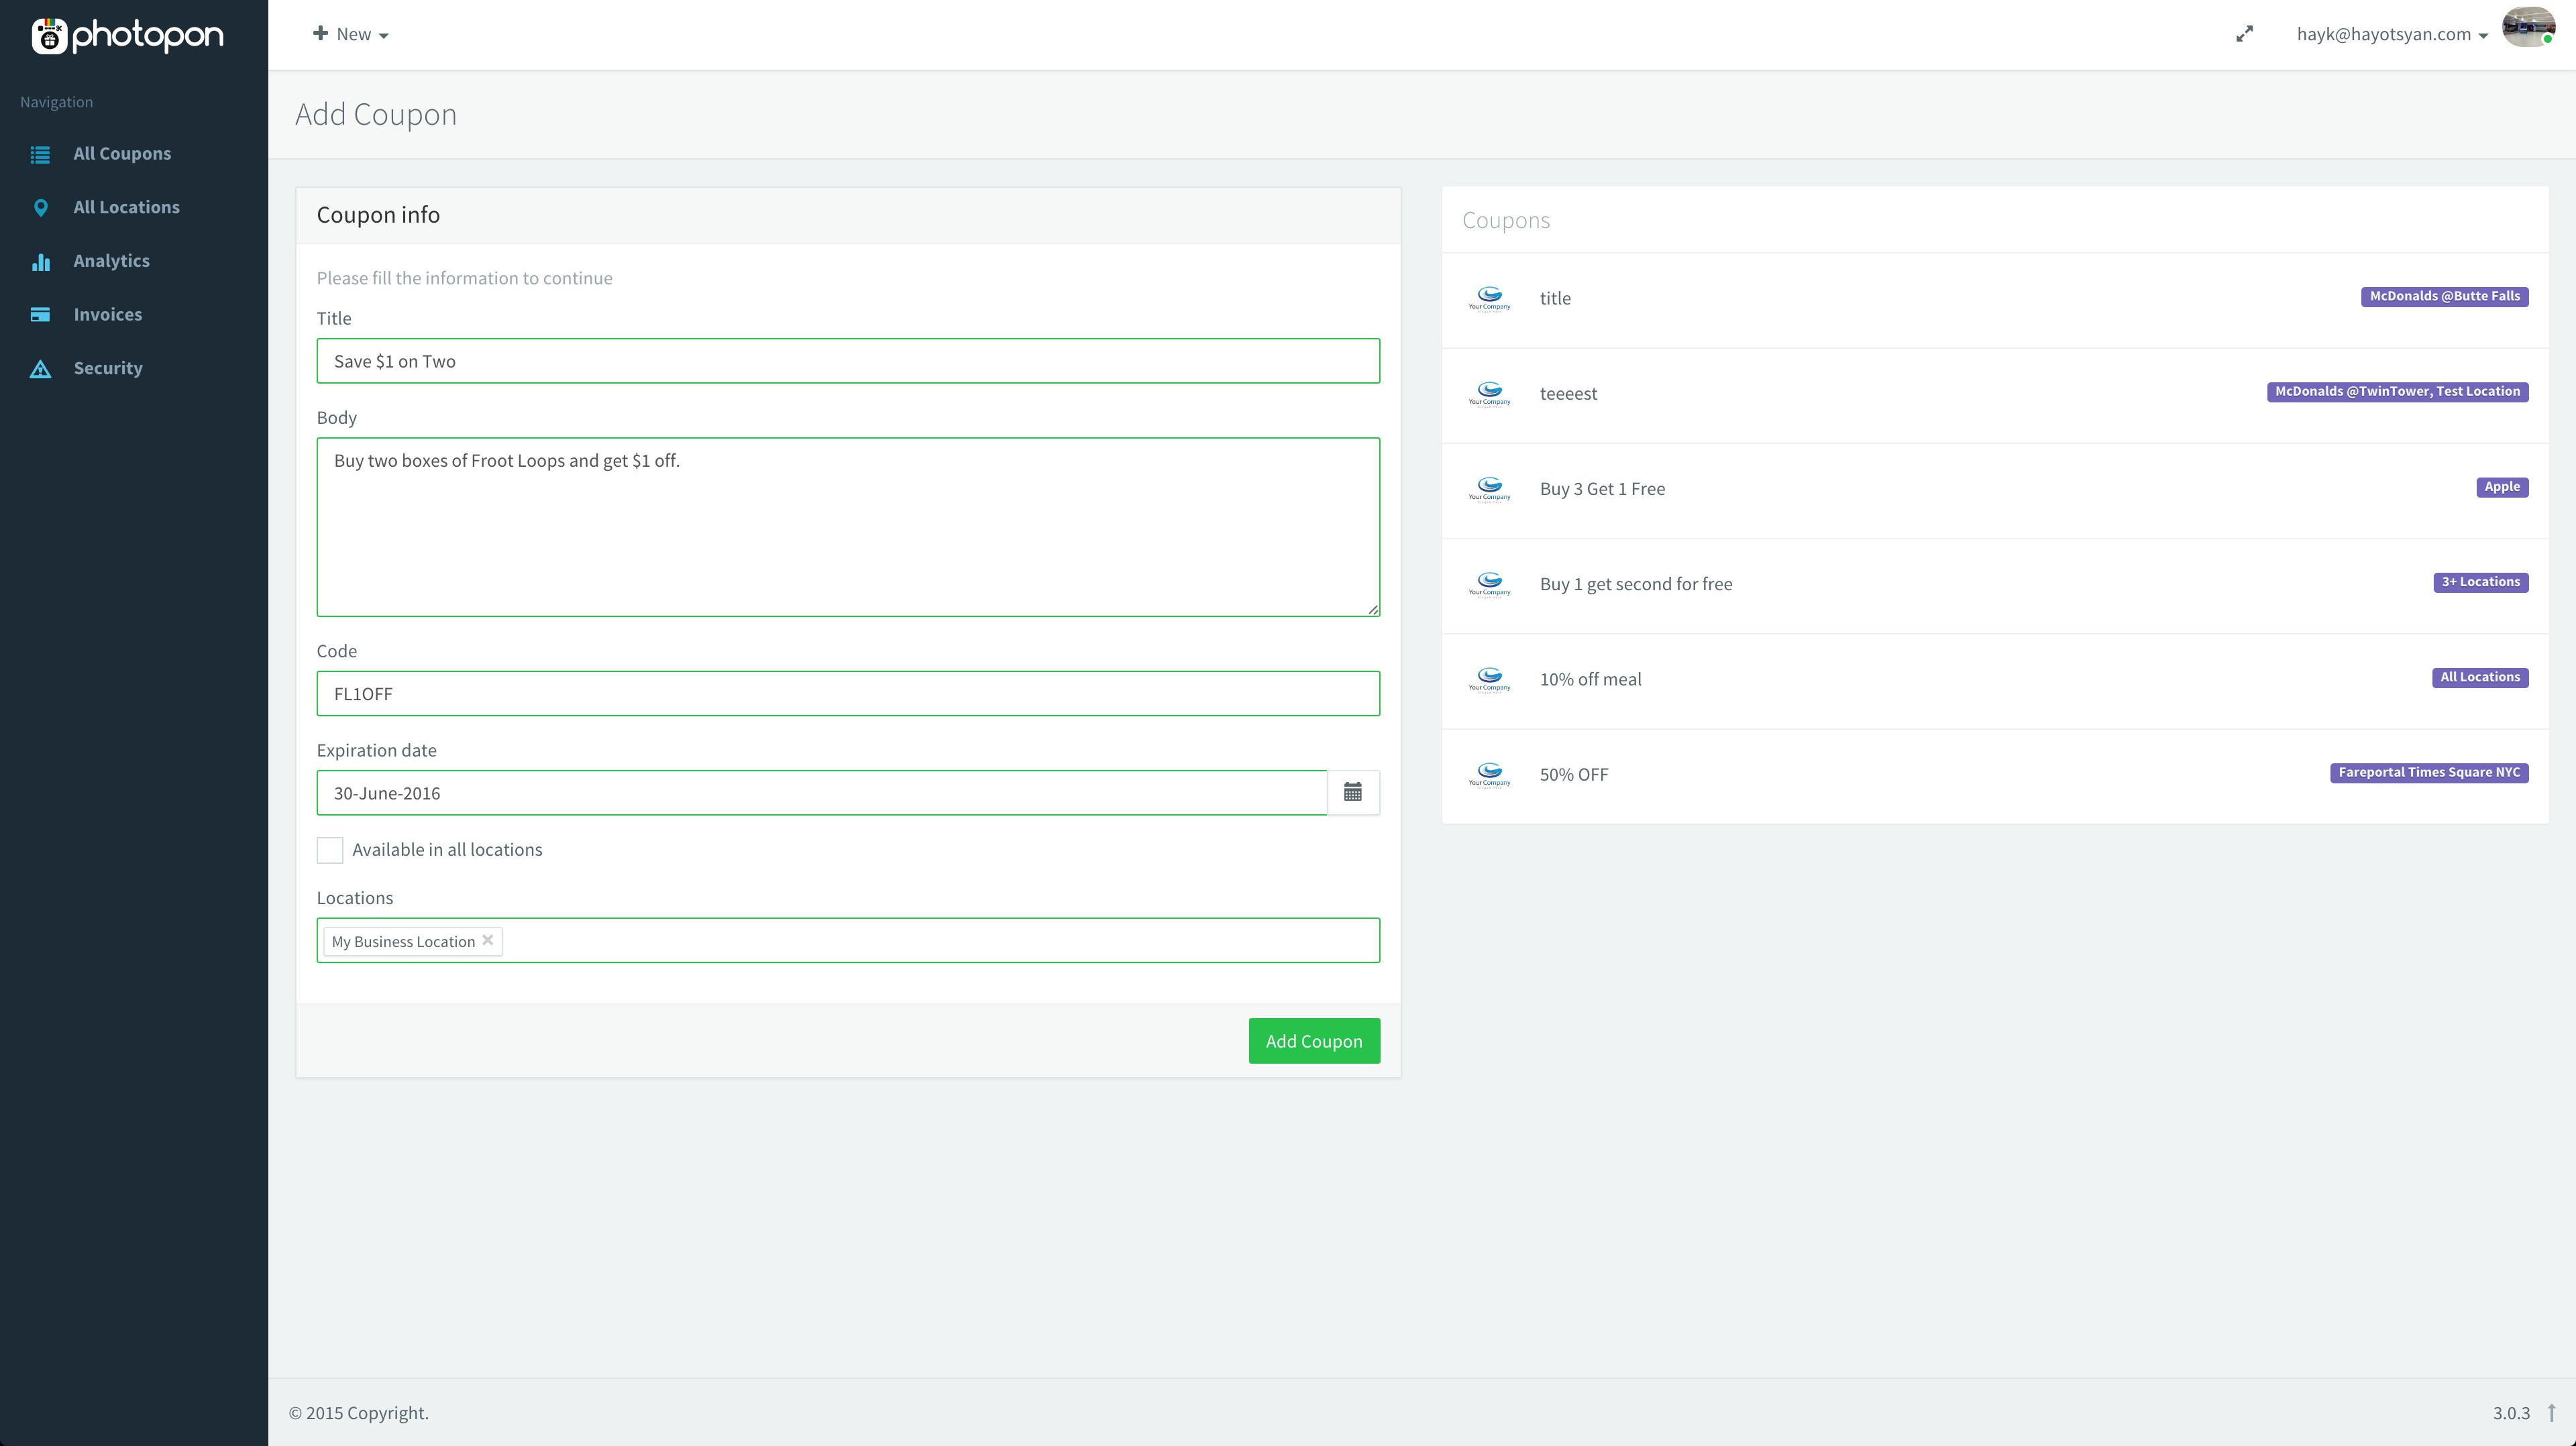 photopon
New
hayk@hayotsyan.com
Navigation
All Coupons
All Locations
Analytics
Invoices
Security
Add Coupon
Coupon info
Please fill the information to continue
Title
Save $1 on Two
Body
Buy two boxes of Froot Loops and get $1 off.
Code
FL1OFF
Expiration date
30-June-2016
Available in all locations
Locations
My Business Location
Add Coupon
Coupons
Your Company
title
McDonalds @Butte Falls
Your Company
teeeest
McDonalds @TwinTower, Test Location
Your Company
Buy 3 Get 1 Free
Apple
Your Company
Buy 1 get second for free
3+ Locations
Your Company
10% off meal
All Locations
Your Company
50% OFF
Fareportal Times Square NYC
© 2015 Copyright.
3.0.3